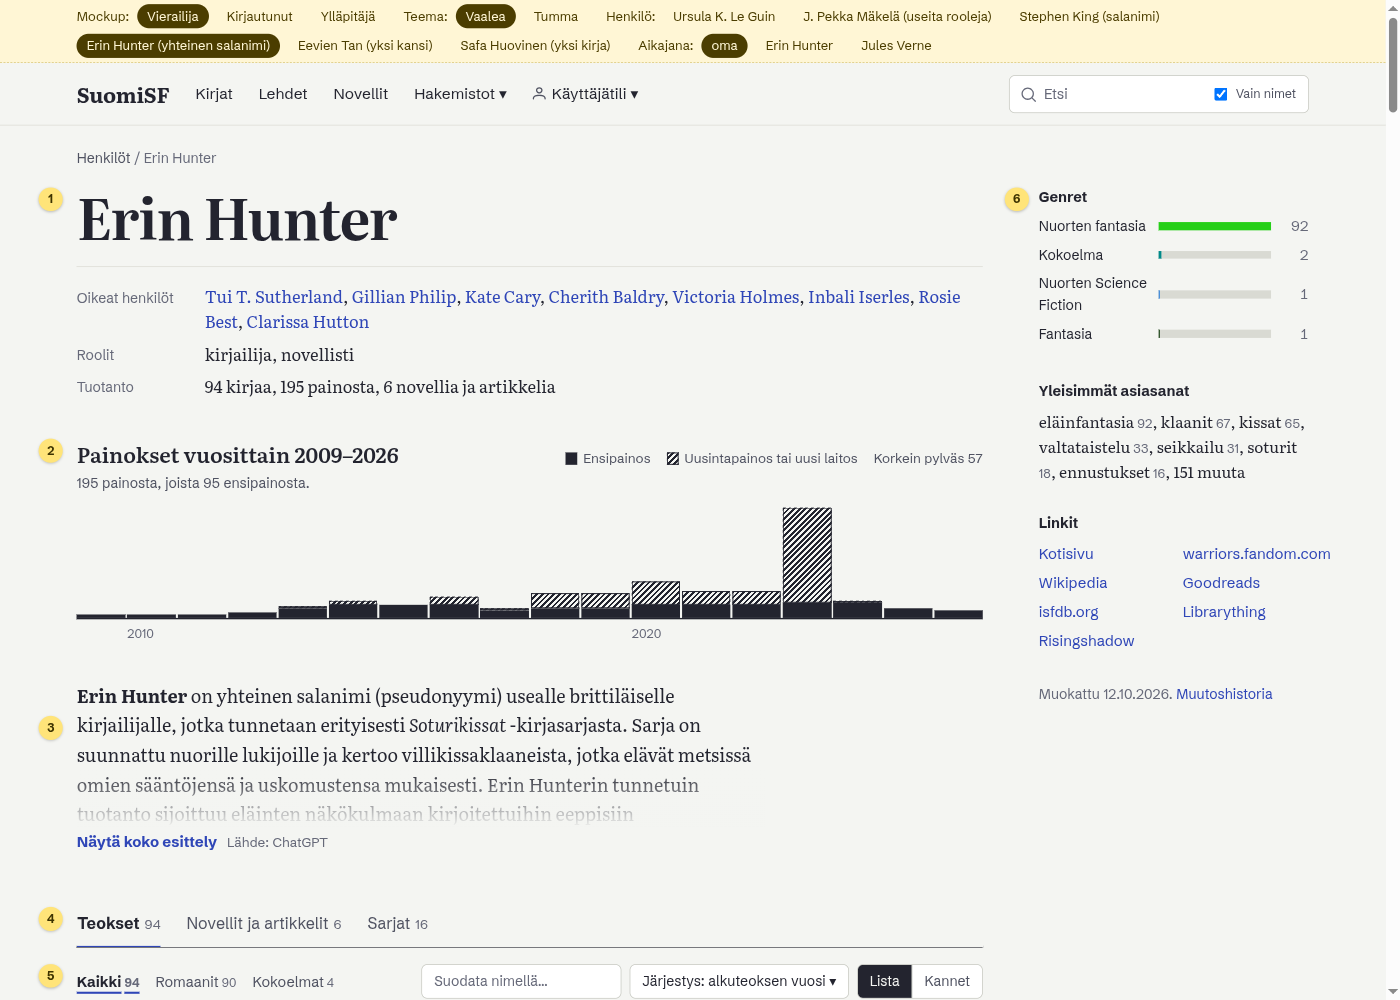 Mockup: Vierailija Kirjautunut Ylläpitäjä Teema: Vaalea Tumma Henkilö: Ursula K. Le Guin J. Pekka Mäkelä (useita rooleja) Stephen King (salanimi)
Erin Hunter (yhteinen salanimi) Eevien Tan (yksi kansi) Safa Huovinen (yksi kirja) Aikajana: oma Erin Hunter Jules Verne
SuomiSF Kirjat Lehdet Novellit Hakemistot ▾ Käyttäjätili ▾ Etsi Vain nimet
Henkilöt / Erin Hunter
1 Erin Hunter
Oikeat henkilöt Tui T. Sutherland, Gillian Philip, Kate Cary, Cherith Baldry, Victoria Holmes, Inbali Iserles, Rosie
Best, Clarissa Hutton
Roolit kirjailija, novellisti
Tuotanto 94 kirjaa, 195 painosta, 6 novellia ja artikkelia
2 Painokset vuosittain 2009–2026
Ensipainos Uusintapainos tai uusi laitos Korkein pylväs 57
195 painosta, joista 95 ensipainosta.
2010 2020
Erin Hunter on yhteinen salanimi (pseudonyymi) usealle brittiläiselle
3 kirjailijalle, jotka tunnetaan erityisesti Soturikissat -kirjasarjasta. Sarja on
suunnattu nuorille lukijoille ja kertoo villikissaklaaneista, jotka elävät metsissä
omien sääntöjensä ja uskomustensa mukaisesti. Erin Hunterin tunnetuin
tuotanto sijoittuu eläinten näkökulmaan kirjoitettuihin eeppisiin
Näytä koko esittely Lähde: ChatGPT
4 Teokset 94 Novellit ja artikkelit 6 Sarjat 16
5 Kaikki 94 Romaanit 90 Kokoelmat 4 Suodata nimellä... Järjestys: alkuteoksen vuosi ▾ Lista Kannet
6 Genret
Nuorten fantasia 92
Kokoelma 2
Nuorten Science
Fiction 1
Fantasia 1
Yleisimmät asiasanat
eläinfantasia 92, klaanit 67, kissat 65,
valtataistelu 33, seikkailu 31, soturit
18, ennustukset 16, 151 muuta
Linkit
Kotisivu warriors.fandom.com
Wikipedia Goodreads
isfdb.org Librarything
Risingshadow
Muokattu 12.10.2026. Muutoshistoria